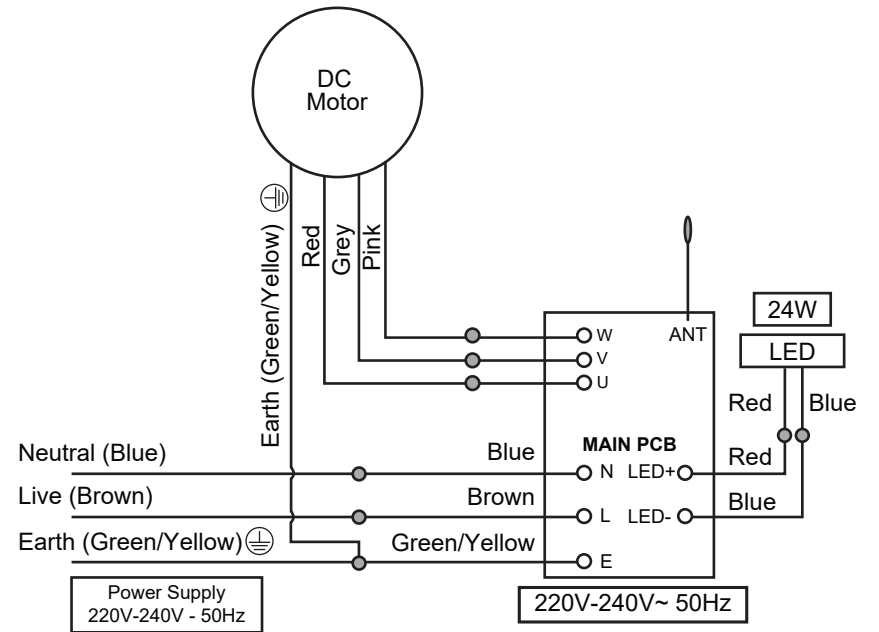 DC
Motor
Earth (Green/Yellow)
Red
Grey
Pink
W
V
U
ANT
24W
LED
Red
Blue
MAIN PCB
Neutral (Blue)
Blue
N
LED+
Red
Live (Brown)
Brown
L
LED-
Blue
Earth (Green/Yellow)
Green/Yellow
E
Power Supply
220V-240V - 50Hz
220V-240V~ 50Hz